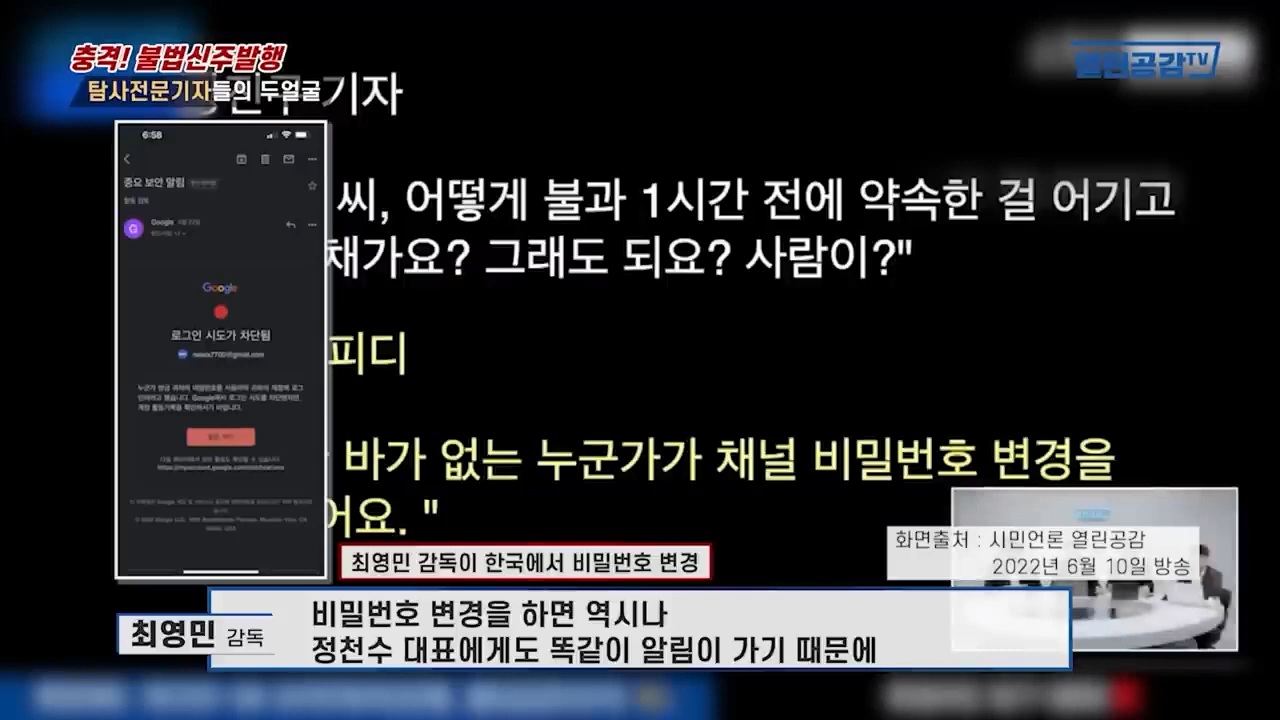 충격! 불법신주발행
탐사전문기자들의 두얼굴
열린공감TV
기자
씨, 어떻게 불과 1시간 전에 약속한 걸 어기고
채가요? 그래도 되요? 사람이?"
피디
바가 없는 누군가가 채널 비밀번호 변경을
어요. "
6:58
중요 보안 알림
Google
Google
로그인 시도가 차단됨
최영민 감독이 한국에서 비밀번호 변경
화면출처 : 시민언론 열린공감
2022년 6월 10일 방송
최영민 감독
비밀번호 변경을 하면 역시나
정천수 대표에게도 똑같이 알림이 가기 때문에